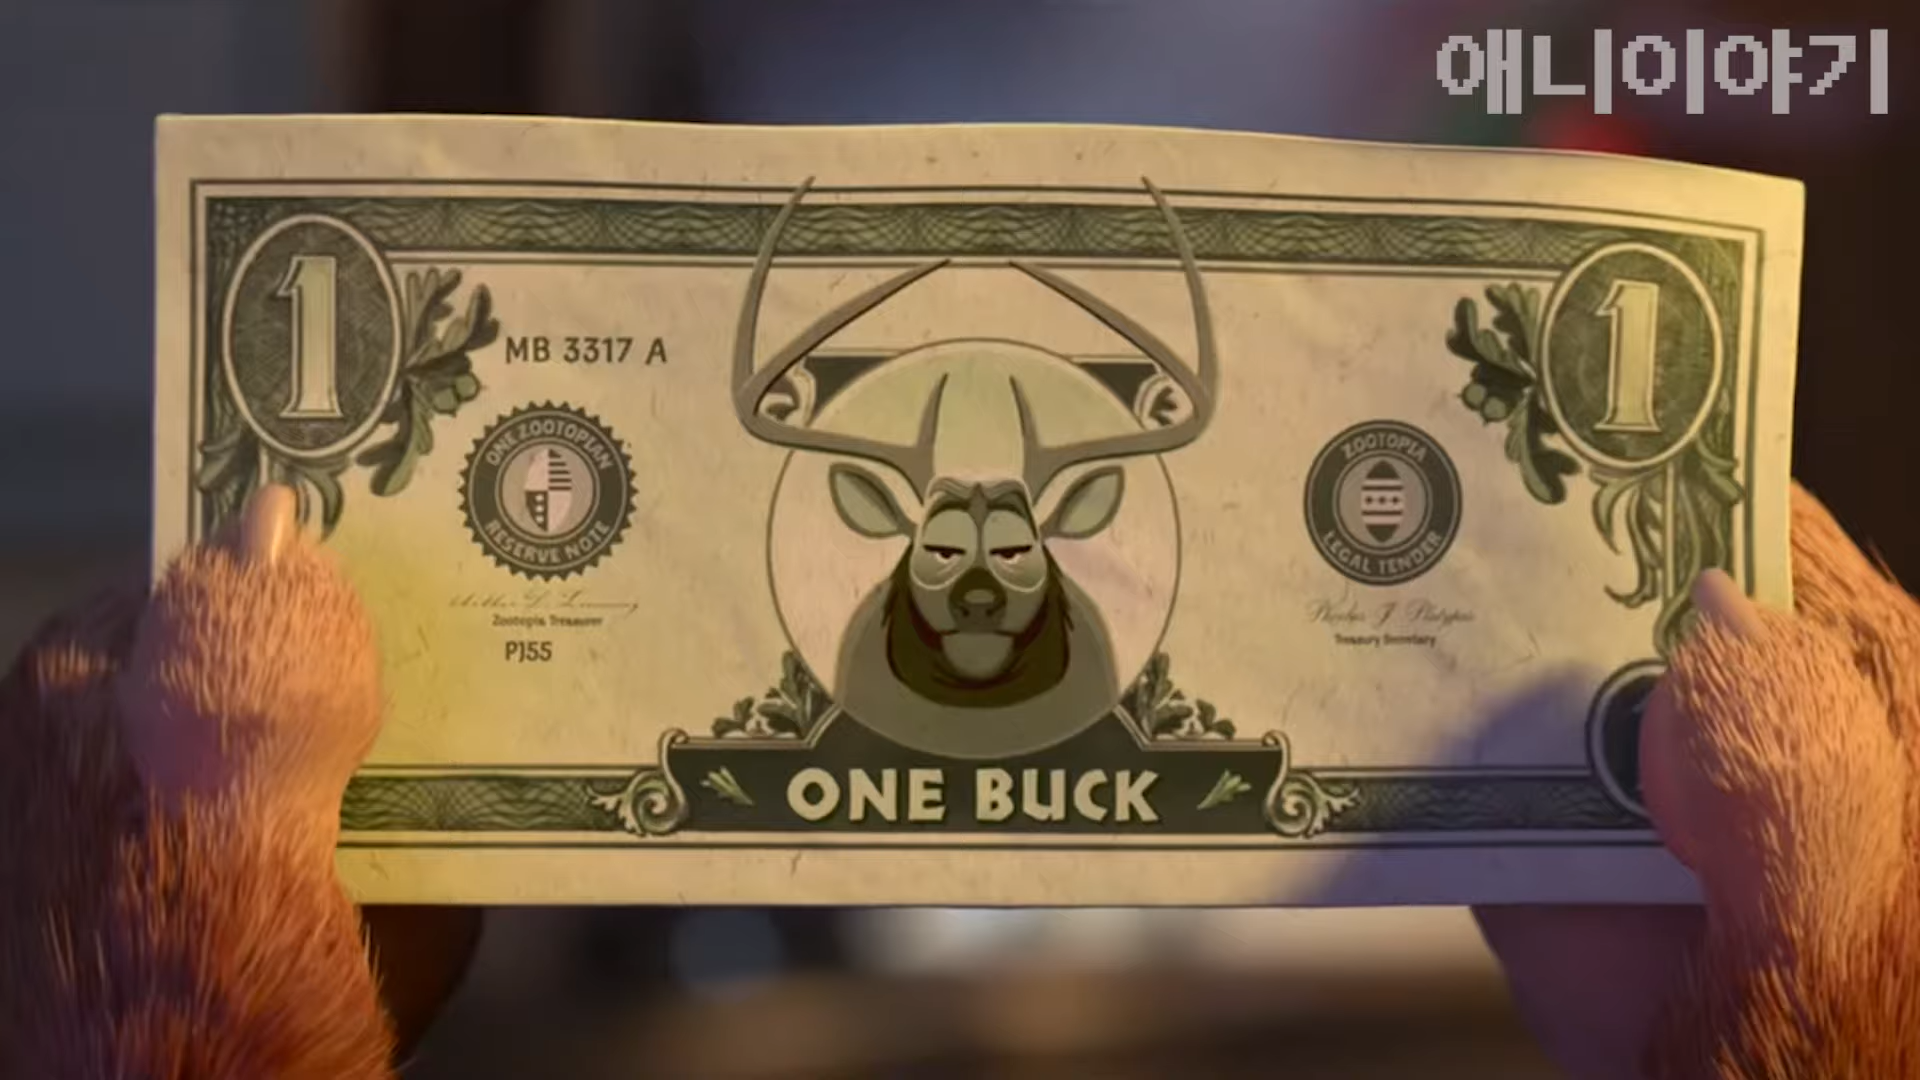 애니이야기
1
1
MB 3317 A
ONE ZOOTOPIAN
RESERVE NOTE
ZOOTOPIA
LEGAL TENDER
Zootopia Treasurer
Treasury Secretary
PJ55
ONE BUCK